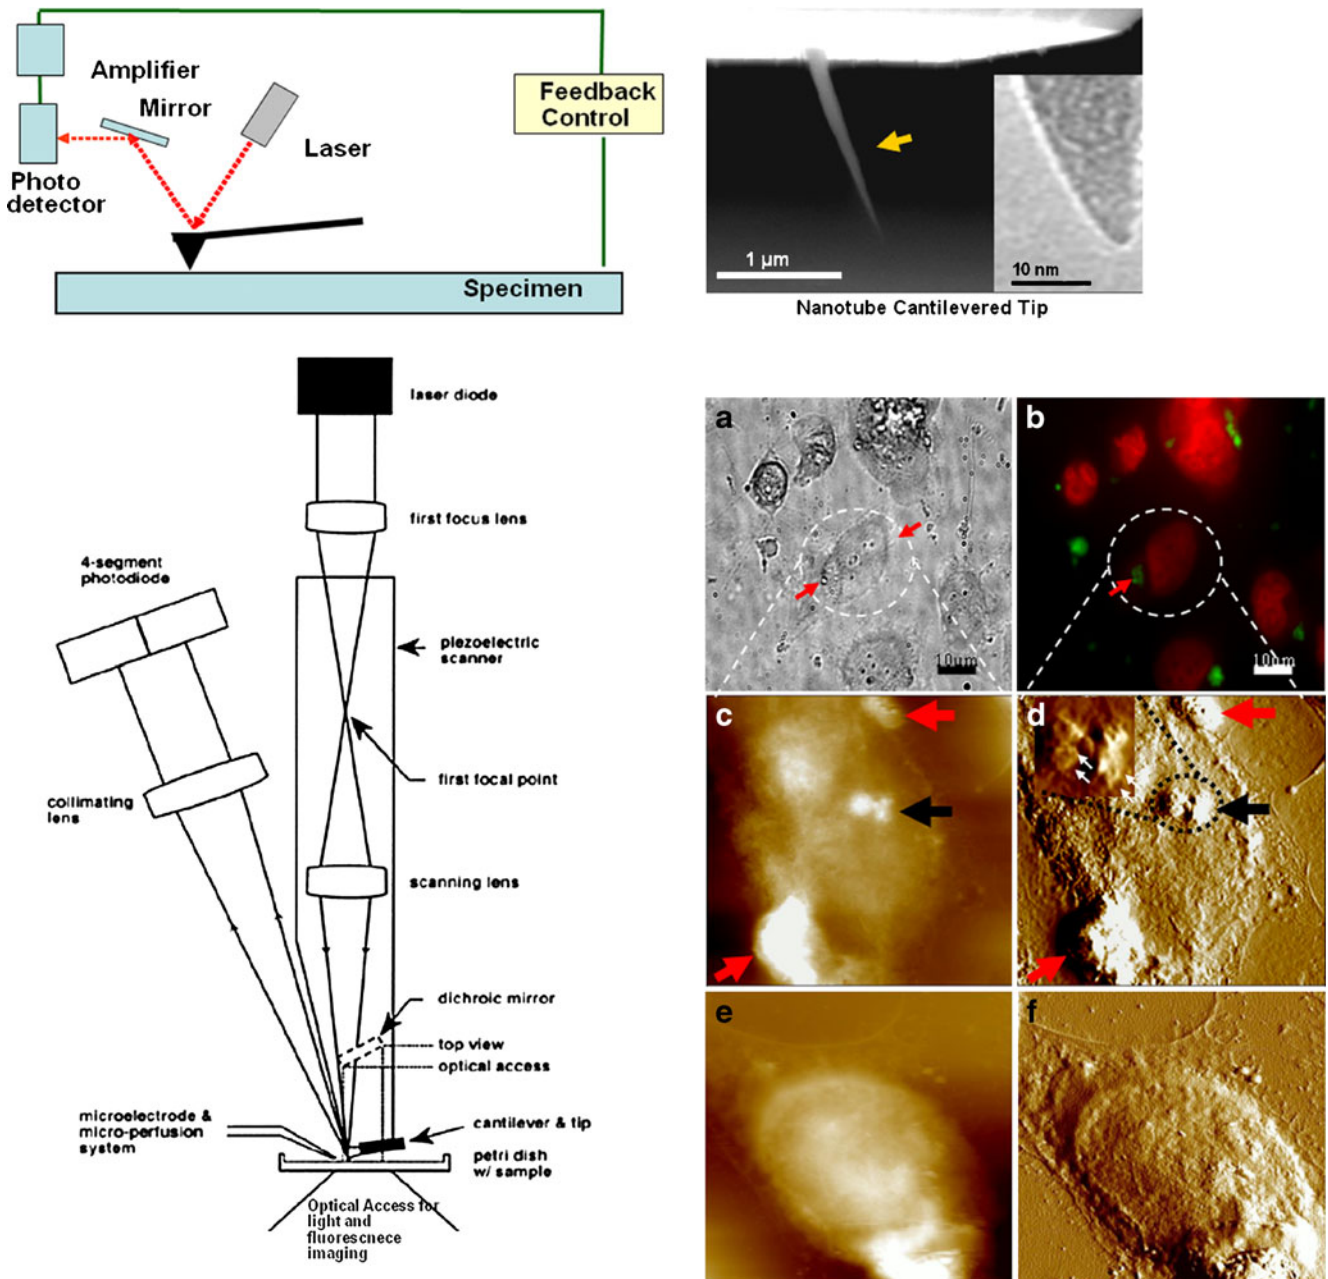 Amplifier
Mirror
Feedback
Control
Laser
Photo
detector
Specimen
1 µm
10 nm
Nanotube Cantilevered Tip
laser diode
first focus lens
4-segment
photodiode
piezoelectric
scanner
first focal point
collimating
lens
scanning lens
dichroic mirror
top view
optical access
microelectrode &
micro-perfusion
system
cantilever & tip
petri dish
w/ sample
Optical Access for
light and
fluorescnece
imaging
a
10µm
b
10µm
c
d
e
f